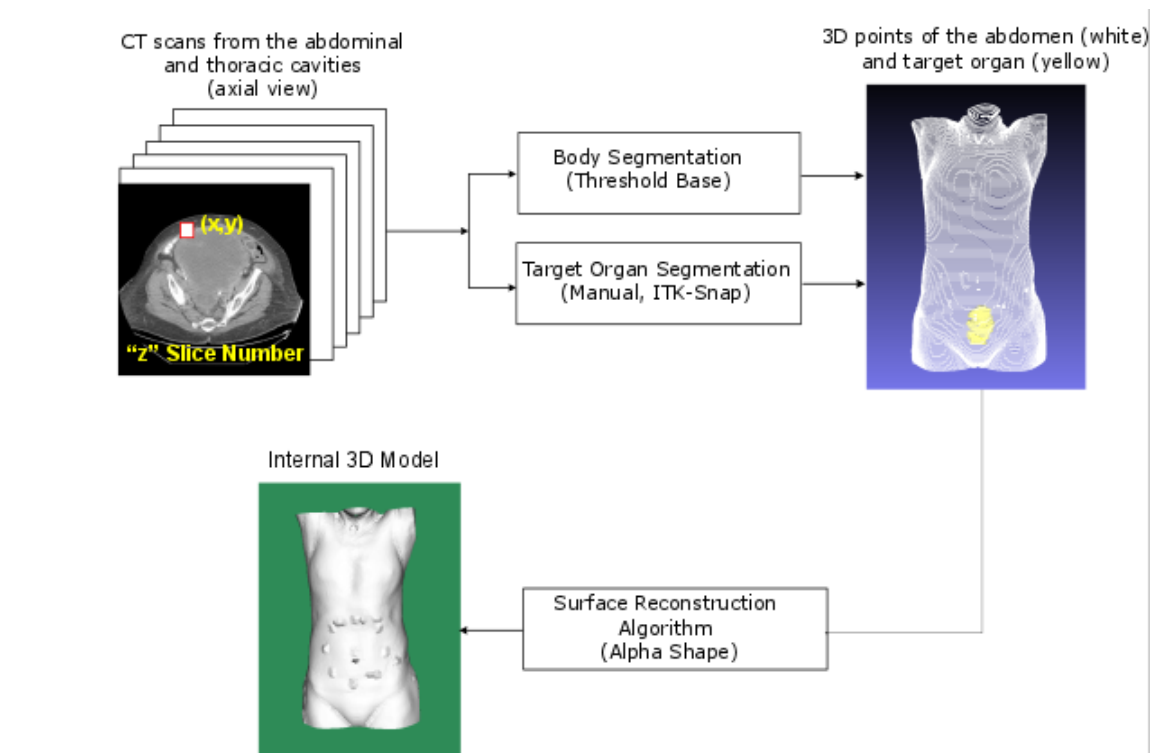 CT scans from the abdominal
and thoracic cavities
(axial view)
3D points of the abdomen (white)
and target organ (yellow)
Body Segmentation
(Threshold Base)
(x,y)
Target Organ Segmentation
(Manual, ITK-Snap)
“z” Slice Number
Internal 3D Model
Surface Reconstruction
Algorithm
(Alpha Shape)